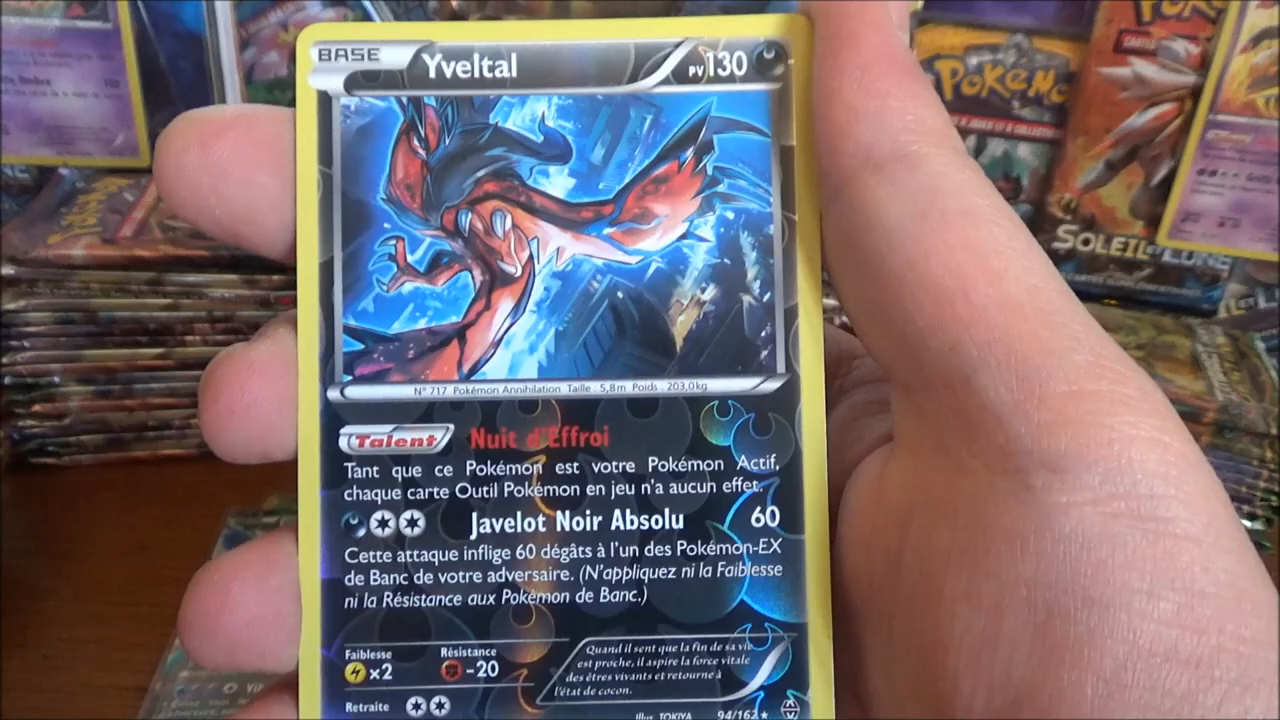 BASE Yveltal PV130
N° 717 Pokémon Annihilation Taille : 5,8m Poids : 203,0kg
Talent Nuit d'Effroi
Tant que ce Pokémon est votre Pokémon Actif,
chaque carte Outil Pokémon en jeu n'a aucun effet.
Javelot Noir Absolu 60
Cette attaque inflige 60 dégâts à l'un des Pokémon-EX
de Banc de votre adversaire. (N'appliquez ni la Faiblesse
ni la Résistance aux Pokémon de Banc.)
Faiblesse
x2
Résistance
-20
Retraite
Quand il sent que la fin de sa vie
est proche, il aspire la force vitale
des êtres vivants et retourne à
l'état de cocon.
Illus. TOKIYA 94/162
SOLEIL ET LUNE